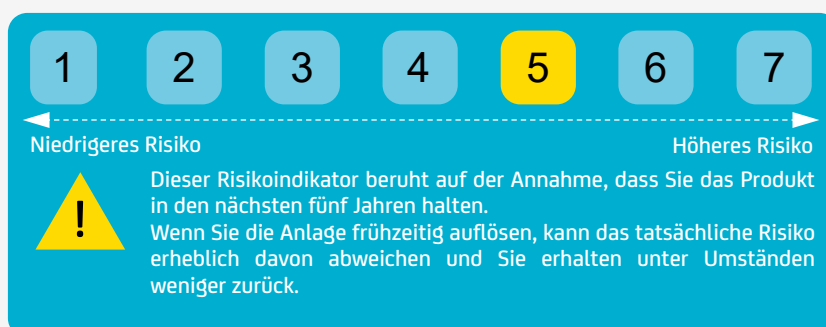 1 2 3 4 5 6 7
Niedrigeres Risiko Höheres Risiko
Dieser Risikoindikator beruht auf der Annahme, dass Sie das Produkt
in den nächsten fünf Jahren halten.
Wenn Sie die Anlage frühzeitig auflösen, kann das tatsächliche Risiko
erheblich davon abweichen und Sie erhalten unter Umständen
weniger zurück.
!